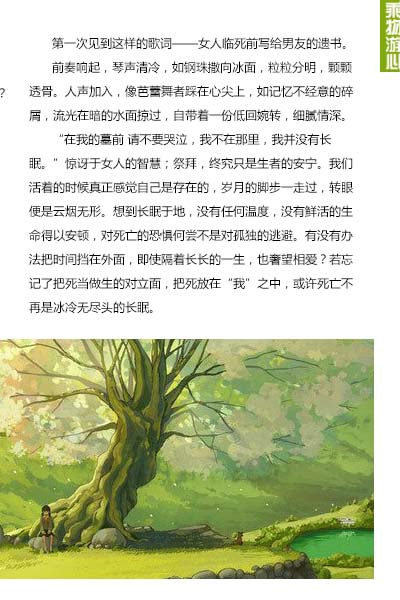 乘物游心
第一次见到这样的歌词——女人临死前写给男友的遗书。
前奏响起，琴声清冷，如钢珠撒向冰面，粒粒分明，颗颗
透骨。人声加入，像芭蕾舞者踩在心尖上，如记忆不经意的碎
?
屑，流光在暗的水面掠过，自带着一份低回婉转，细腻情深。
“在我的墓前 请不要哭泣，我不在那里，我并没有长
眠。”惊讶于女人的智慧；祭拜，终究只是生者的安宁。我们
活着的时候真正感觉自己是存在的，岁月的脚步一走过，转眼
便是云烟无形。想到长眠于地，没有任何温度，没有鲜活的生
命得以安顿，对死亡的恐惧何尝不是对孤独的逃避。有没有办
法把时间挡在外面，即使隔着长长的一生，也奢望相爱？若忘
记了把死当做生的对立面，把死放在“我”之中，或许死亡不
再是冰冷无尽头的长眠。